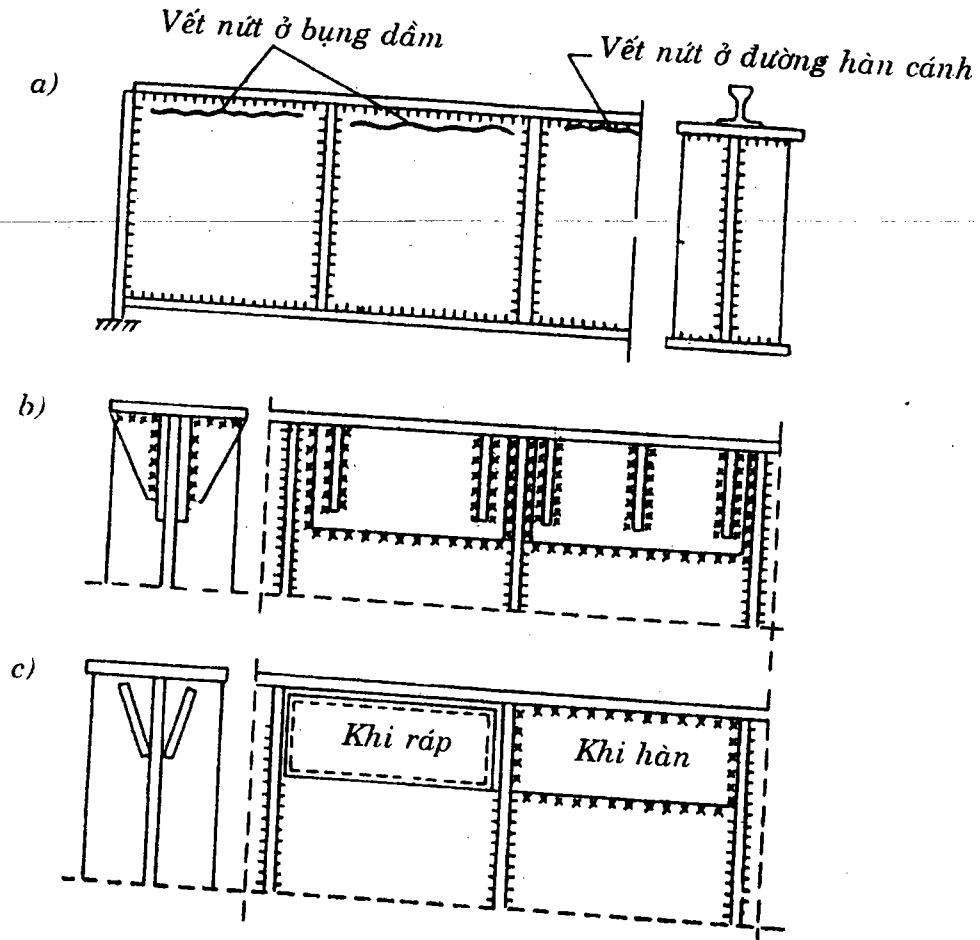 Vết nứt ở bụng dầm
Vết nứt ở đường hàn cánh
a)
b)
c)
Khi ráp
Khi hàn